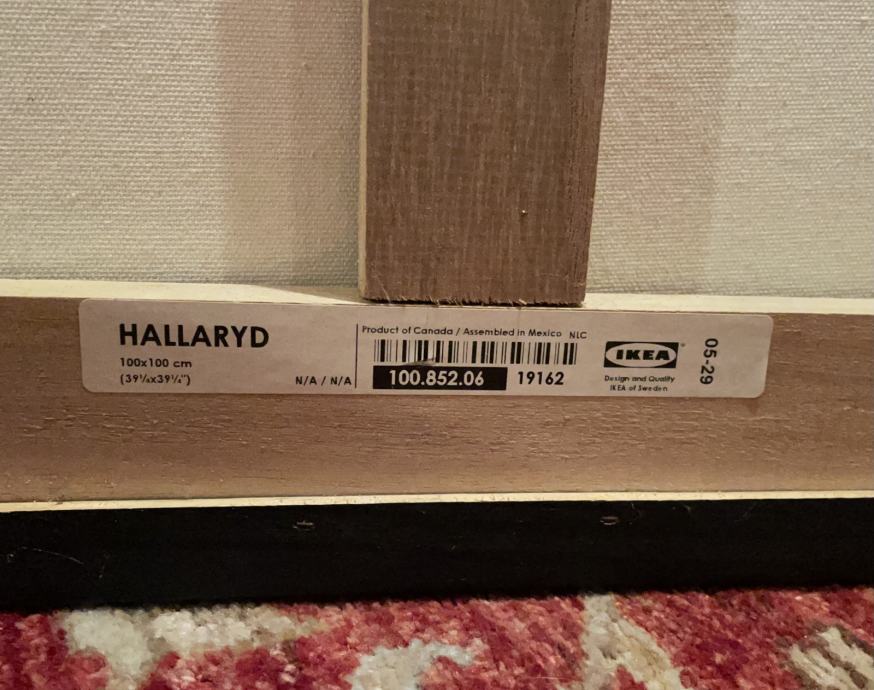 HALLARYD
100x100 cm
(39¼x39¼")
N/A / N/A
Product of Canada / Assembled in Mexico NLC
100.852.06
19162
IKEA
Design and Quality
IKEA of Sweden
05-29